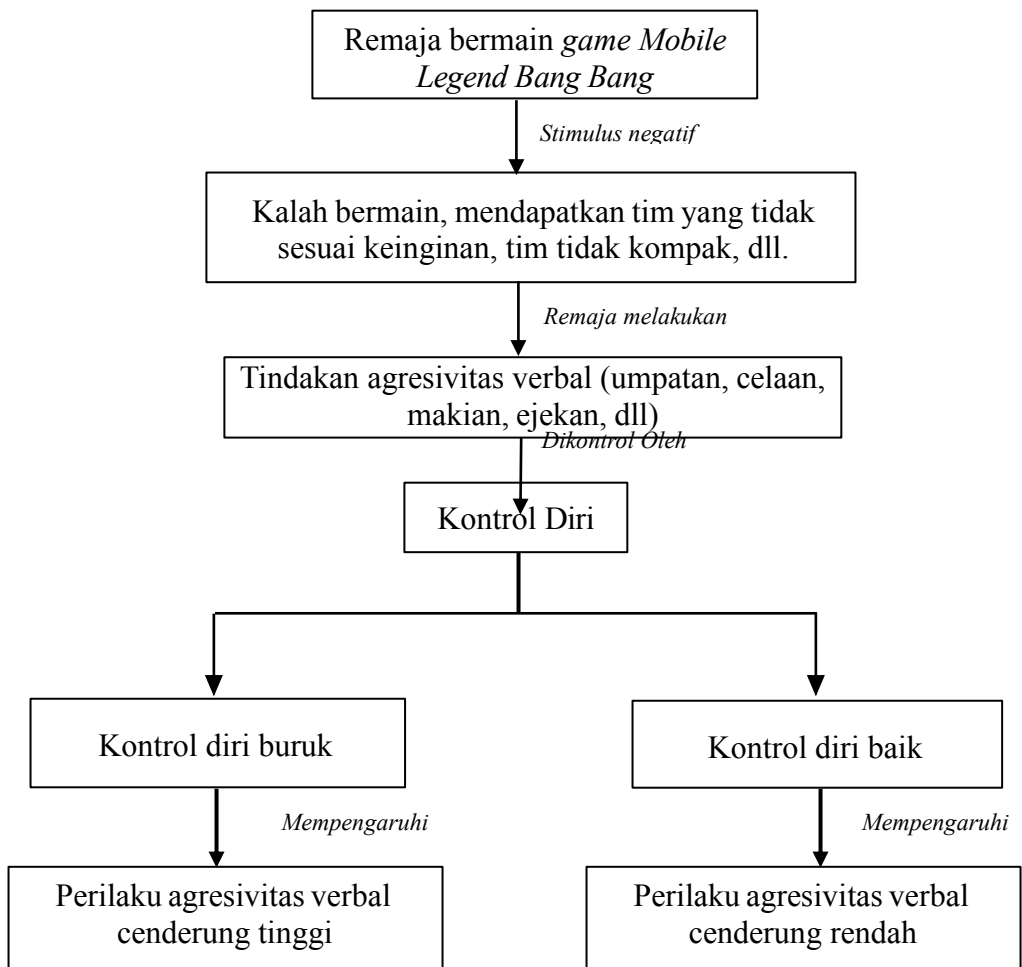 Remaja bermain game Mobile
Legend Bang Bang
Stimulus negatif
Kalah bermain, mendapatkan tim yang tidak
sesuai keinginan, tim tidak kompak, dll.
Remaja melakukan
Tindakan agresivitas verbal (umpatan, celaan,
makian, ejekan, dll)
Dikontrol Oleh
Kontrol Diri
Kontrol diri buruk
Kontrol diri baik
Mempengaruhi
Mempengaruhi
Perilaku agresivitas verbal
cenderung tinggi
Perilaku agresivitas verbal
cenderung rendah